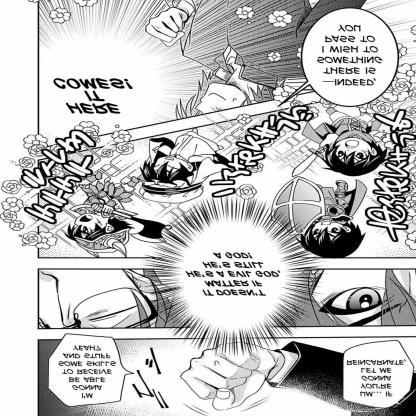 UM... IF
YOU'RE
GONNA
LET ME
REINCARNATE,
I'M
GONNA
BE ABLE
TO RECEIVE
SOME SKILLS
AND STUFF
YEAH?
IT DOESN'T
MATTER IF
HE'S A EVIL GOD,
HE'S STILL
A GOD!
—INDEED,
THERE IS
SOMETHING
I WISH TO
PASS TO
YOU
HERE
IT
COMES!